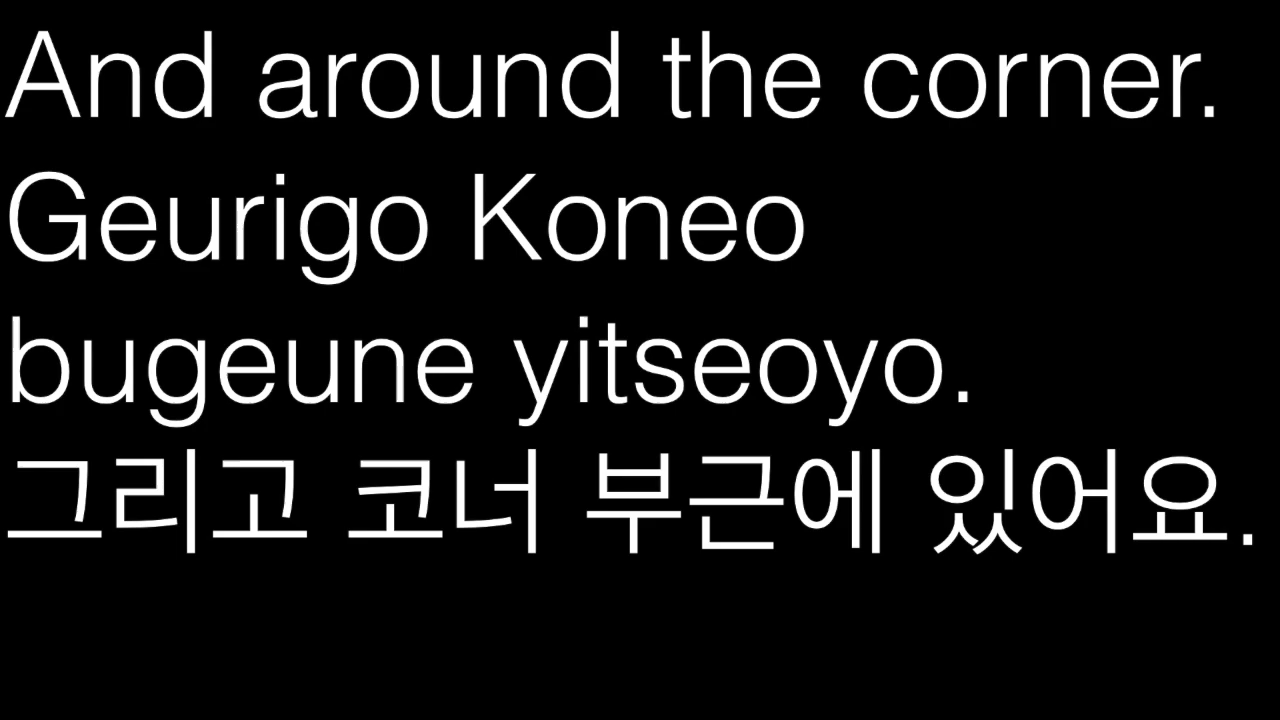 And around the corner.
Geurigo Koneo
bugeune yitseoyo.
그리고 코너 부근에 있어요.